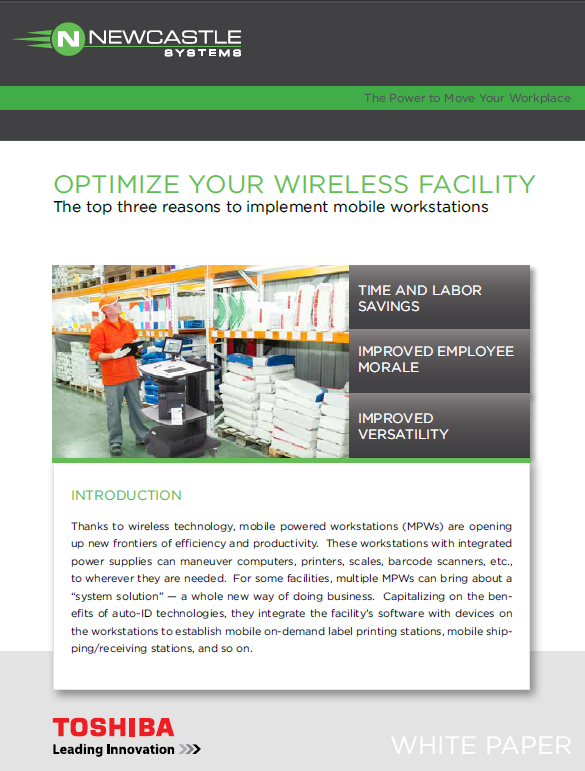 N NEWCASTLE
SYSTEMS
The Power to Move Your Workplace
OPTIMIZE YOUR WIRELESS FACILITY
The top three reasons to implement mobile workstations
TIME AND LABOR
SAVINGS
IMPROVED EMPLOYEE
MORALE
IMPROVED
VERSATILITY
INTRODUCTION
Thanks to wireless technology, mobile powered workstations (MPWs) are opening
up new frontiers of efficiency and productivity.  These workstations with integrated
power supplies can maneuver computers, printers, scales, barcode scanners, etc.,
to wherever they are needed.  For some facilities, multiple MPWs can bring about a
“system solution” — a whole new way of doing business.  Capitalizing on the ben-
efits of auto-ID technologies, they integrate the facility’s software with devices on
the workstations to establish mobile on-demand label printing stations, mobile ship-
ping/receiving stations, and so on.
TOSHIBA
Leading Innovation >>>
WHITE PAPER